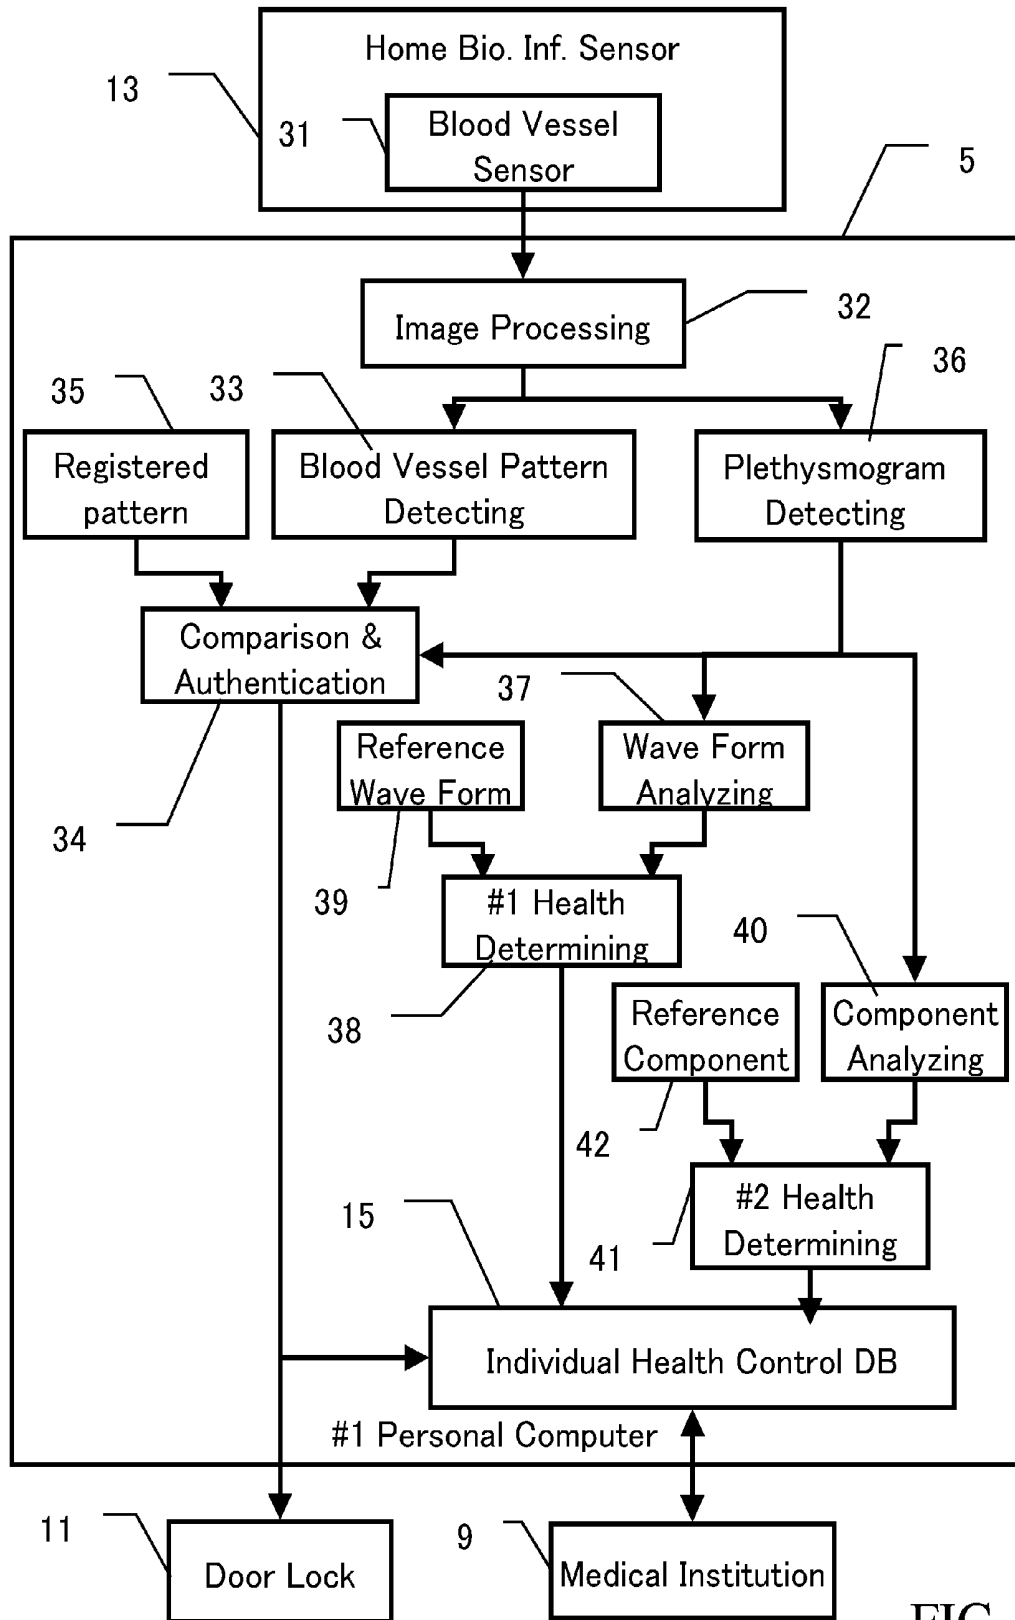 Home Bio. Inf. Sensor
13
31
Blood Vessel
Sensor
5
Image Processing
32
35
33
36
Registered
pattern
Blood Vessel Pattern
Detecting
Plethysmogram
Detecting
Comparison &
Authentication
34
37
Reference
Wave Form
Wave Form
Analyzing
39
#1 Health
Determining
38
40
Reference
Component
Component
Analyzing
42
#2 Health
Determining
41
15
Individual Health Control DB
#1 Personal Computer
11
Door Lock
9
Medical Institution
FIG